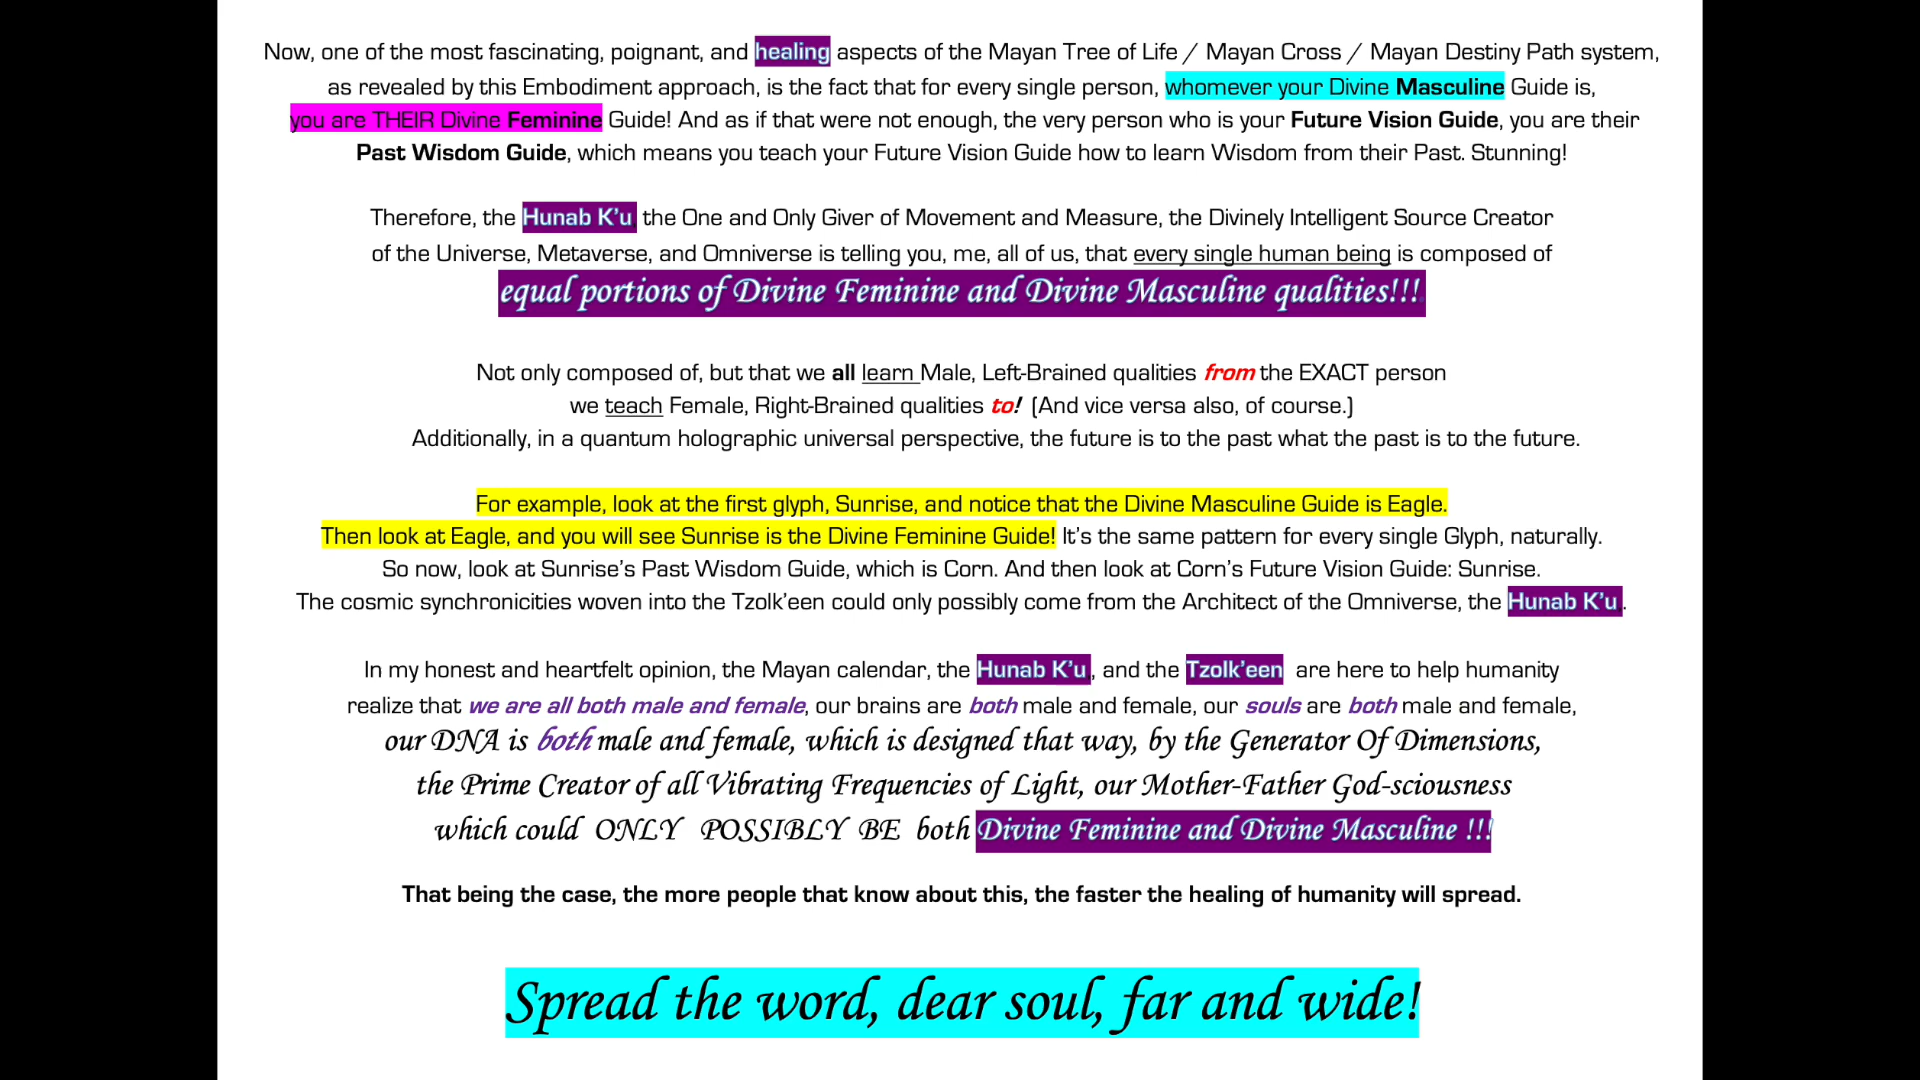 Now, one of the most fascinating, poignant, and healing aspects of the Mayan Tree of Life / Mayan Cross / Mayan Destiny Path system,
as revealed by this Embodiment approach, is the fact that for every single person, whomever your Divine Masculine Guide is,
you are THEIR Divine Feminine Guide! And as if that were not enough, the very person who is your Future Vision Guide, you are their
Past Wisdom Guide, which means you teach your Future Vision Guide how to learn Wisdom from their Past. Stunning!
Therefore, the Hunab K'u, the One and Only Giver of Movement and Measure, the Divinely Intelligent Source Creator
of the Universe, Metaverse, and Omniverse is telling you, me, all of us, that every single human being is composed of
equal portions of Divine Feminine and Divine Masculine qualities!!!
Not only composed of, but that we all learn Male, Left-Brained qualities from the EXACT person
we teach Female, Right-Brained qualities to! (And vice versa also, of course.)
Additionally, in a quantum holographic universal perspective, the future is to the past what the past is to the future.
For example, look at the first glyph, Sunrise, and notice that the Divine Masculine Guide is Eagle.
Then look at Eagle, and you will see Sunrise is the Divine Feminine Guide! It's the same pattern for every single Glyph, naturally.
So now, look at Sunrise's Past Wisdom Guide, which is Corn. And then look at Corn's Future Vision Guide: Sunrise.
The cosmic synchronicities woven into the Tzolk'een could only possibly come from the Architect of the Omniverse, the Hunab K'u.
In my honest and heartfelt opinion, the Mayan calendar, the Hunab K'u, and the Tzolk'een are here to help humanity
realize that we are all both male and female, our brains are both male and female, our souls are both male and female,
our DNA is both male and female, which is designed that way, by the Generator Of Dimensions,
the Prime Creator of all Vibrating Frequencies of Light, our Mother-Father God-sciousness
which could ONLY POSSIBLY BE both Divine Feminine and Divine Masculine !!!
That being the case, the more people that know about this, the faster the healing of humanity will spread.
Spread the word, dear soul, far and wide!